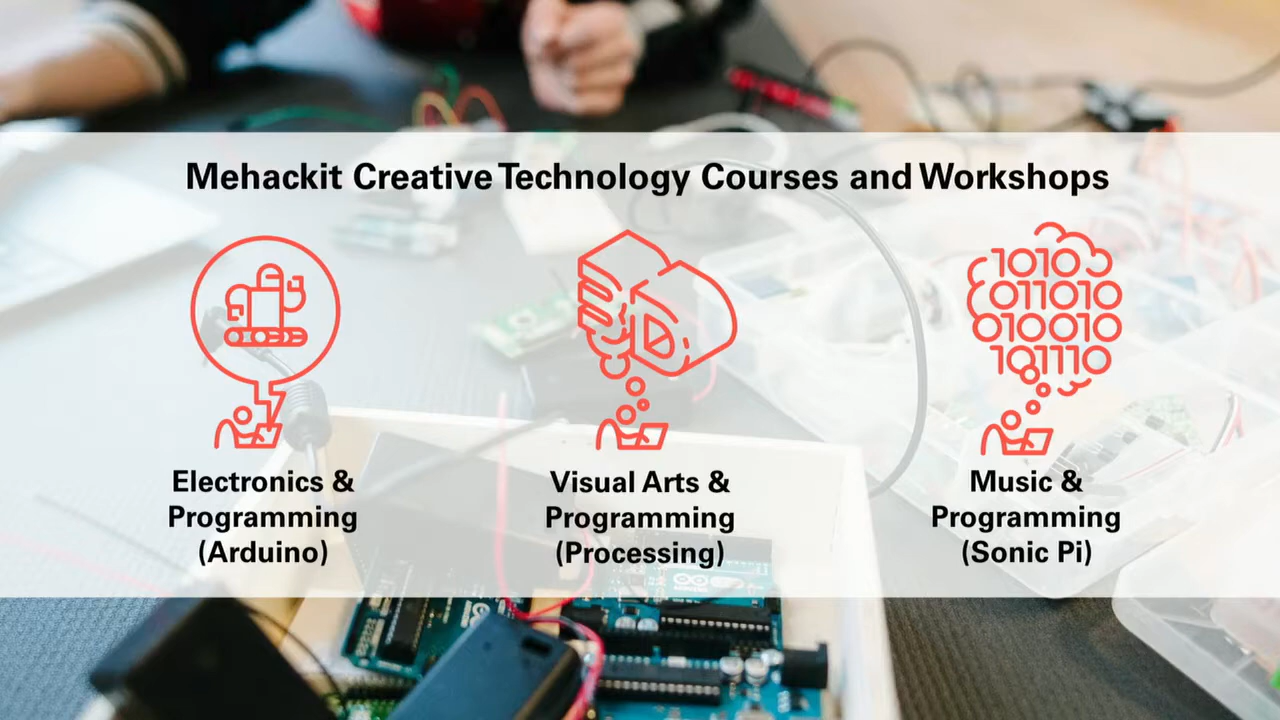 Mehackit Creative Technology Courses and Workshops
1010
011010
010010
101110
Electronics &
Programming
(Arduino)
Visual Arts &
Programming
(Processing)
Music &
Programming
(Sonic Pi)